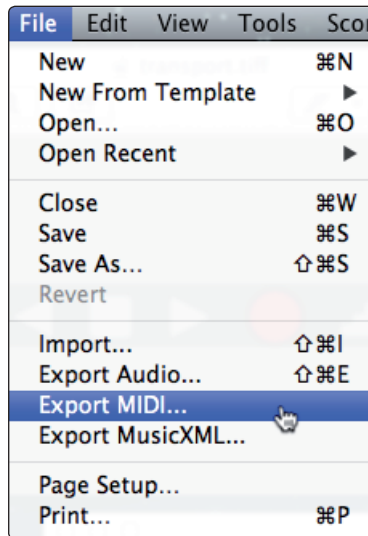 File Edit View Tools Scor
New ⌘N
New From Template ▶
Open... ⌘O
Open Recent ▶
Close ⌘W
Save ⌘S
Save As... ⇧⌘S
Revert
Import... ⇧⌘I
Export Audio... ⇧⌘E
Export MIDI...
Export MusicXML...
Page Setup...
Print... ⌘P